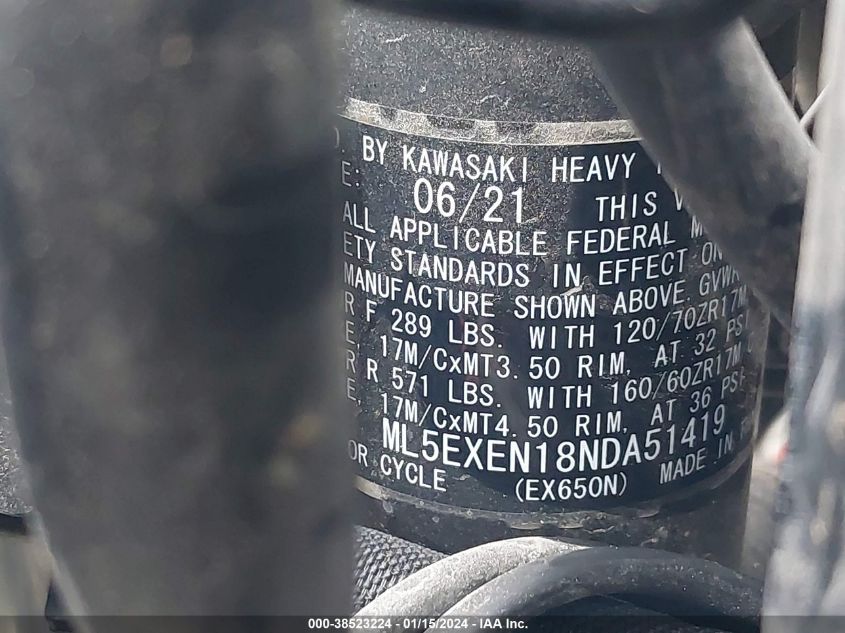 BY KAWASAKI HEAVY
E: 06/21 THIS
ALL APPLICABLE FEDERAL M
ETY STANDARDS IN EFFECT ON
MANUFACTURE SHOWN ABOVE. GVWR
R F 289 LBS. WITH 120/70ZR17M
E, 17M/CxMT3.50 RIM, AT 32 PSI
R R 571 LBS. WITH 160/60ZR17M
E, 17M/CxMT4.50 RIM, AT 36 PSI
ML5EXEN18NDA51419
OR CYCLE (EX650N) MADE IN
000-38523224 - 01/15/2024 - IAA Inc.